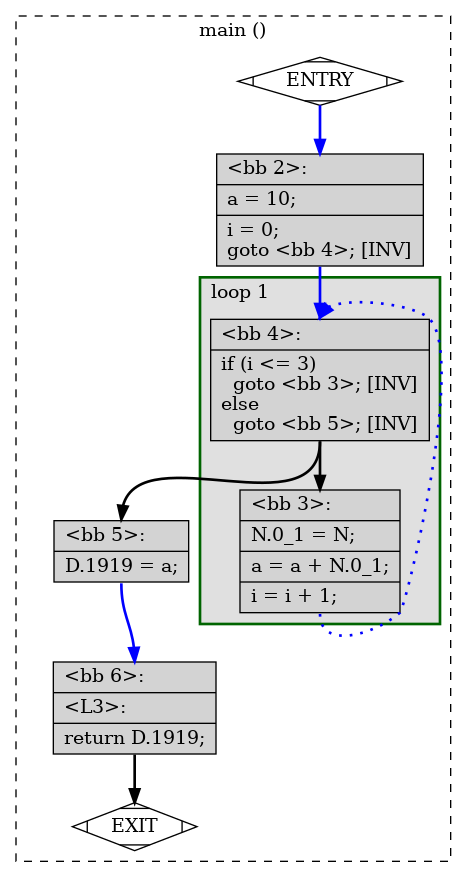 main ()
ENTRY
<bb 2>:
a = 10;
i = 0;
goto <bb 4>; [INV]
loop 1
<bb 4>:
if (i <= 3)
  goto <bb 3>; [INV]
else
  goto <bb 5>; [INV]
<bb 3>:
N.0_1 = N;
a = a + N.0_1;
i = i + 1;
<bb 5>:
D.1919 = a;
<bb 6>:
<L3>:
return D.1919;
EXIT